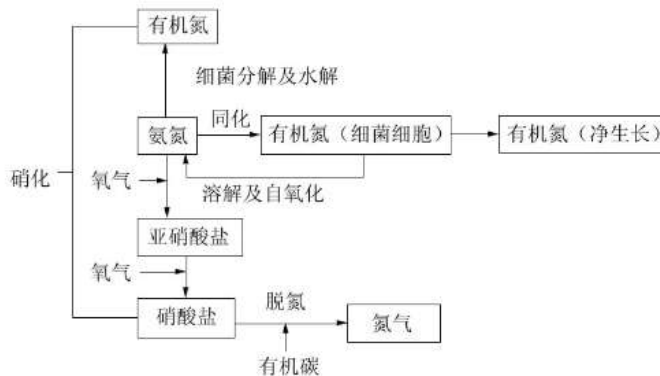 有机氮
细菌分解及水解
氨氮
同化
有机氮（细菌细胞）
有机氮（净生长）
硝化
氧气
溶解及自氧化
亚硝酸盐
氧气
硝酸盐
脱氮
氮气
有机碳